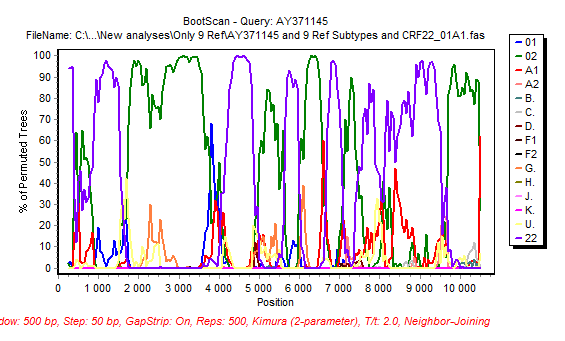 BootScan - Query: AY371145
FileName: C:\...\New analyses\Only 9 Ref\AY371145 and 9 Ref Subtypes and CRF22_01A1.fas
% of Permuted Trees
100
90
80
70
60
50
40
30
20
10
0
0 1 000 2 000 3 000 4 000 5 000 6 000 7 000 8 000 9 000 10 000
Position
01
02
A1
A2
B.
C.
D.
F1
F2
G.
H.
J.
K.
U.
22
dow: 500 bp, Step: 50 bp, GapStrip: On, Reps: 500, Kimura (2-parameter), T/t: 2.0, Neighbor-Joining